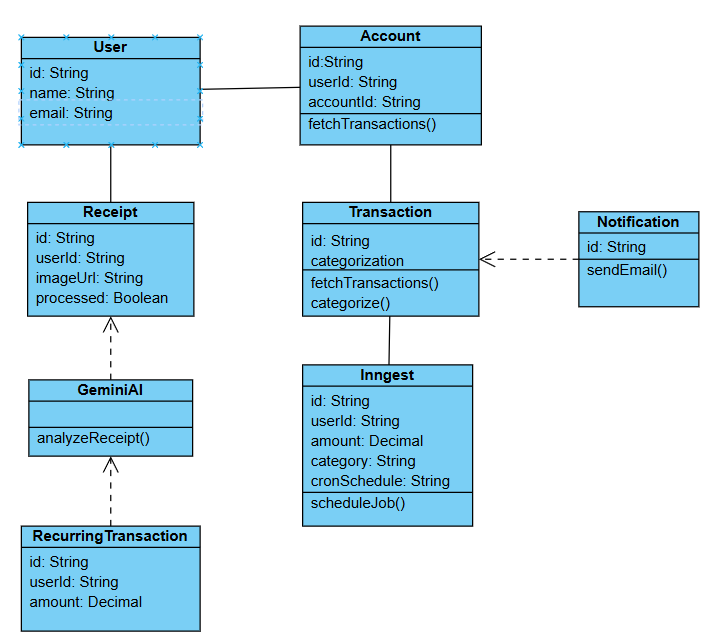 User
id: String
name: String
email: String
Account
id:String
userId: String
accountId: String
fetchTransactions()
Receipt
id: String
userId: String
imageUrl: String
processed: Boolean
Transaction
id: String
categorization
fetchTransactions()
categorize()
Notification
id: String
sendEmail()
GeminiAI
analyzeReceipt()
Inngest
id: String
userId: String
amount: Decimal
category: String
cronSchedule: String
scheduleJob()
RecurringTransaction
id: String
userId: String
amount: Decimal